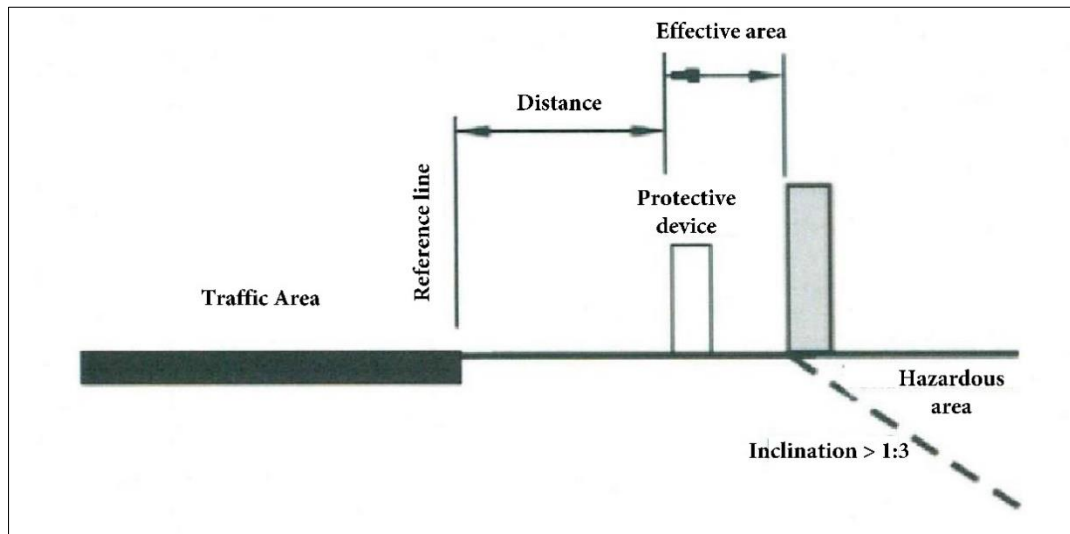 Effective area
Distance
Reference line
Protective
device
Traffic Area
Hazardous
area
Inclination > 1:3